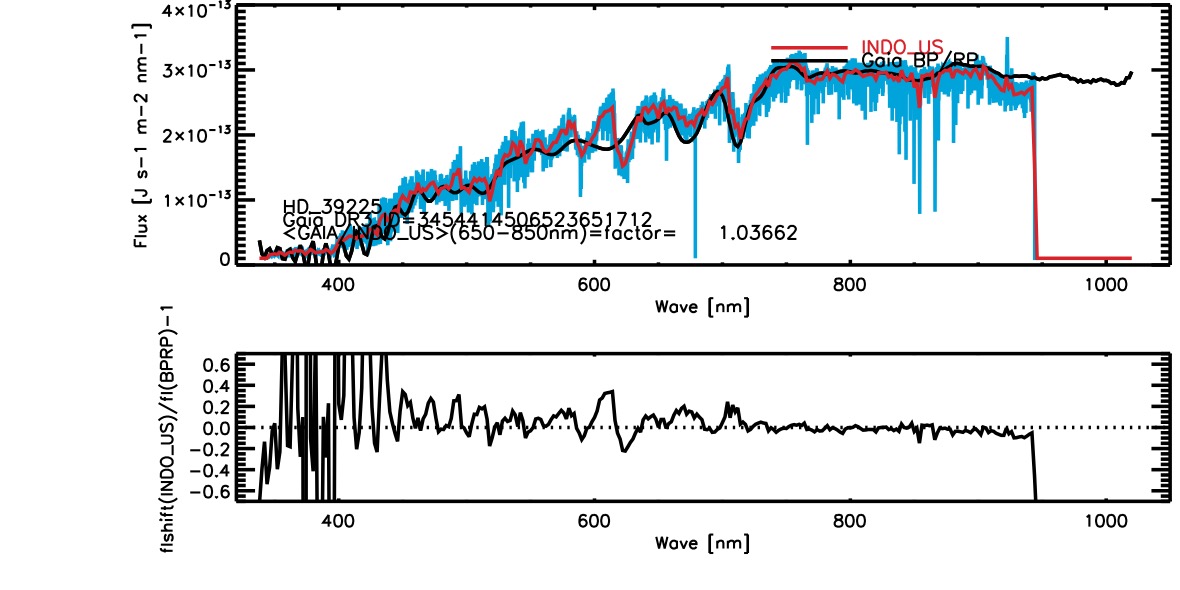 4×10−13
3×10−13
2×10−13
1×10−13
0
Flux [J s−1 m−2 nm−1]
INDO_US
Gaia BP/RP
HD_39225
Gaia DR3 ID=3454414506523651712
<GAIA/INDO_US>(650−850nm)=factor= 1.03662
400 600 800 1000
Wave [nm]
flshift(INDO_US)/fl(BPRP)−1
0.6
0.4
0.2
0.0
−0.2
−0.4
−0.6
400 600 800 1000
Wave [nm]